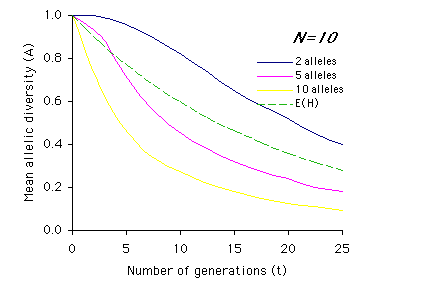 N=10
2 alleles
5 alleles
10 alleles
E(H)
Mean allelic diversity (A)
1.0
0.8
0.6
0.4
0.2
0.0
0 5 10 15 20 25
Number of generations (t)